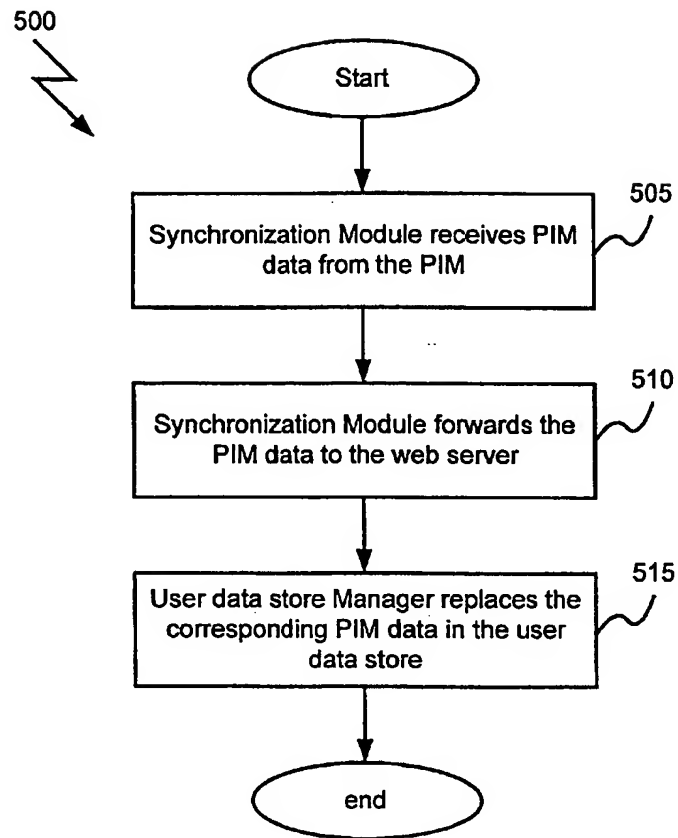 500
Start
505
Synchronization Module receives PIM
data from the PIM
510
Synchronization Module forwards the
PIM data to the web server
515
User data store Manager replaces the
corresponding PIM data in the user
data store
end